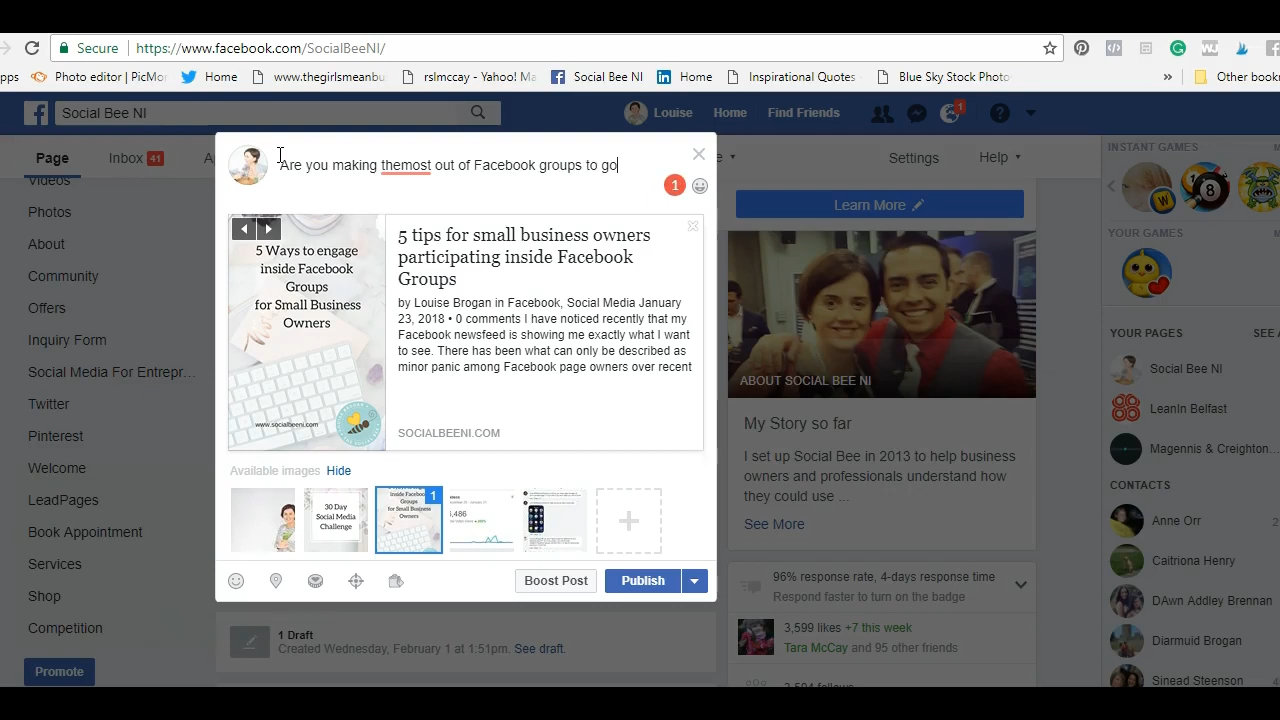 Secure
https://www.facebook.com/SocialBeeNI/
pps
Photo editor | PicMo
Home
www.thegirlsmeanbu
rslmccay - Yahoo! Ma
Social Bee NI
Home
Inspirational Quotes
Blue Sky Stock Photo
»
Other book
Social Bee NI
Louise
Home
Find Friends
1
Page
Inbox 41
Settings
Help
Videos
Photos
About
Community
Offers
Inquiry Form
Social Media For Entrepr...
Twitter
Pinterest
Welcome
LeadPages
Book Appointment
Services
Shop
Competition
Promote
Are you making themost out of Facebook groups to go
1
5 Ways to engage
inside Facebook
Groups
for Small Business
Owners
www.socialbeeni.com
5 tips for small business owners
participating inside Facebook
Groups
by Louise Brogan in Facebook, Social Media January
23, 2018 • 0 comments I have noticed recently that my
Facebook newsfeed is showing me exactly what I want
to see. There has been what can only be described as
minor panic among Facebook page owners over recent
SOCIALBEENI.COM
Available images Hide
30 Day
Social Media
Challenge
1
inside Facebook
Groups
for Small Business
Owners
,486
Boost Post
Publish
1 Draft
Created Wednesday, February 1 at 1:51pm. See draft.
Learn More
ABOUT SOCIAL BEE NI
My Story so far
I set up Social Bee in 2013 to help business
owners and professionals understand how
they could use ...
See More
96% response rate, 4-days response time
Respond faster to turn on the badge
3,599 likes +7 this week
Tara McCay and 95 other friends
3,594 follows
INSTANT GAMES
W
8
YOUR GAMES
YOUR PAGES
SEE A
Social Bee NI
LeanIn Belfast
Magennis & Creighton...
CONTACTS
Anne Orr
Caitriona Henry
DAwn Addley Brennan
Diarmuid Brogan
Sinead Steenson